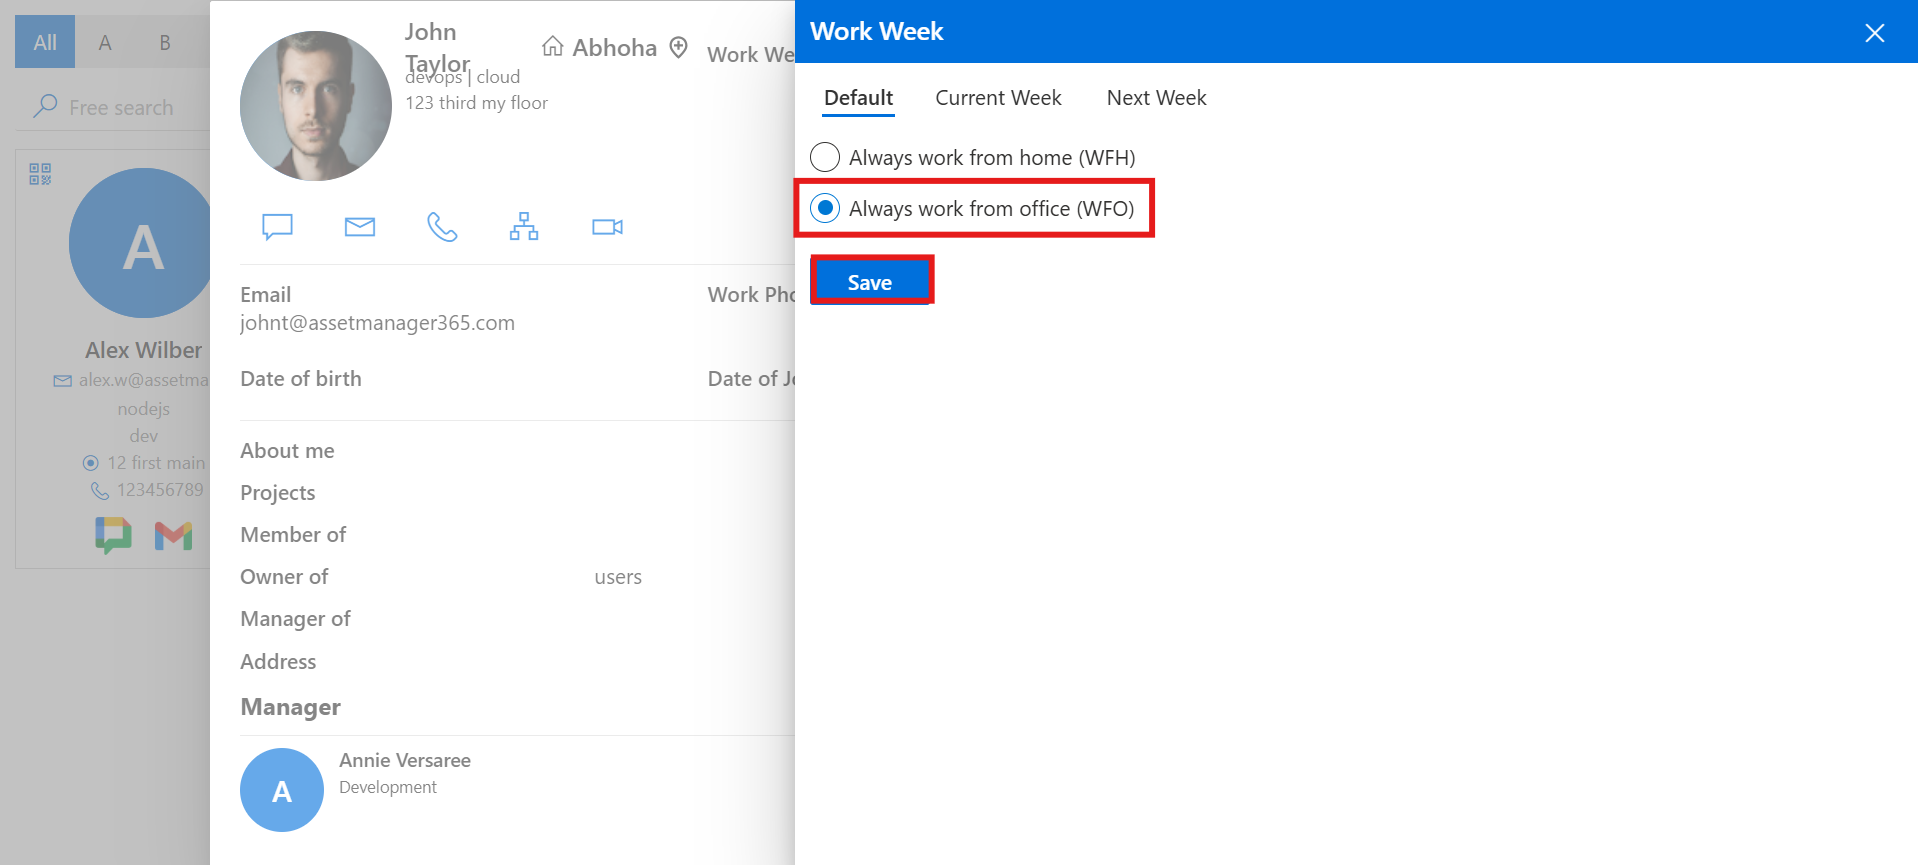 All A B
Free search
A
Alex Wilber
alex.w@assetma
nodejs
dev
12 first main
123456789
John
Taylor
devops | cloud
123 third my floor
Abhoha
Work We
Email
johnt@assetmanager365.com
Work Pho
Date of birth
Date of Jo
About me
Projects
Member of
Owner of users
Manager of
Address
Manager
A
Annie Versaree
Development
Work Week
Default Current Week Next Week
Always work from home (WFH)
Always work from office (WFO)
Save